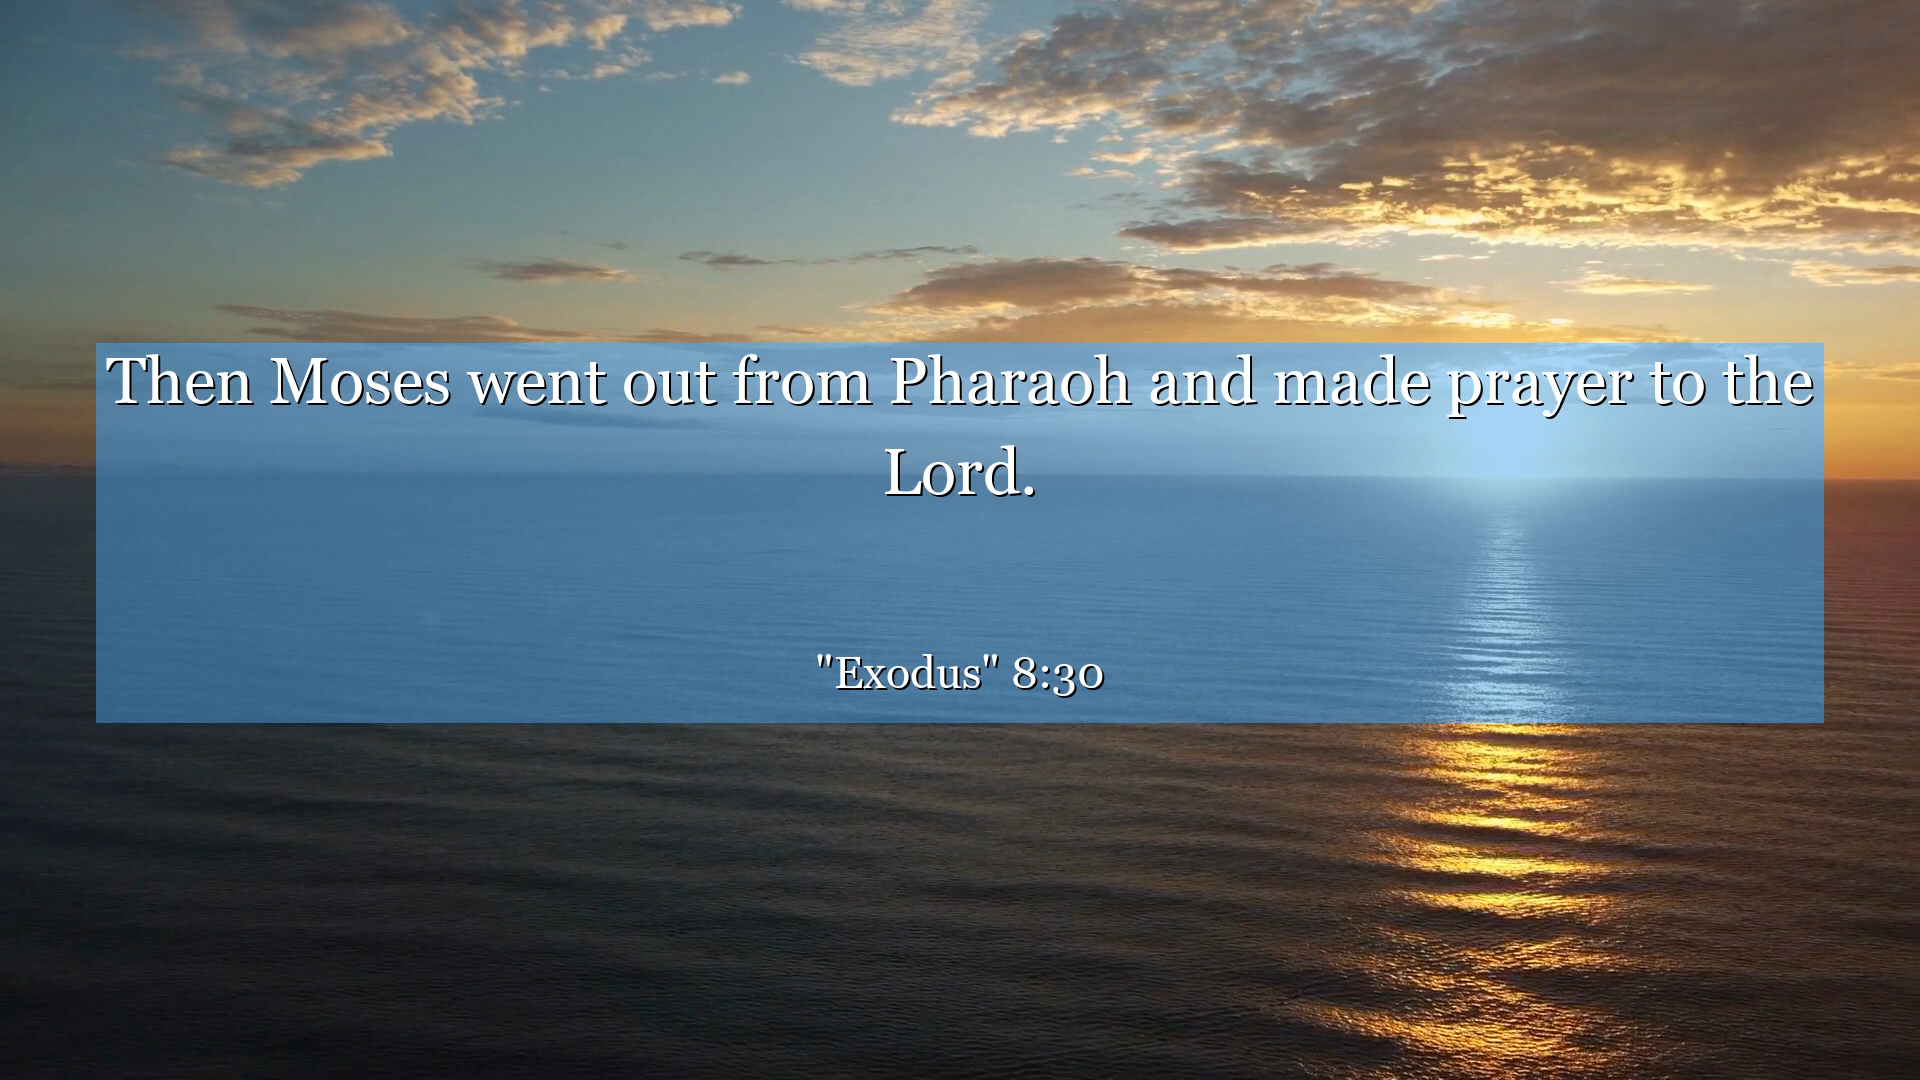 Then Moses went out from Pharaoh and made prayer to the
Lord.
"Exodus" 8:30